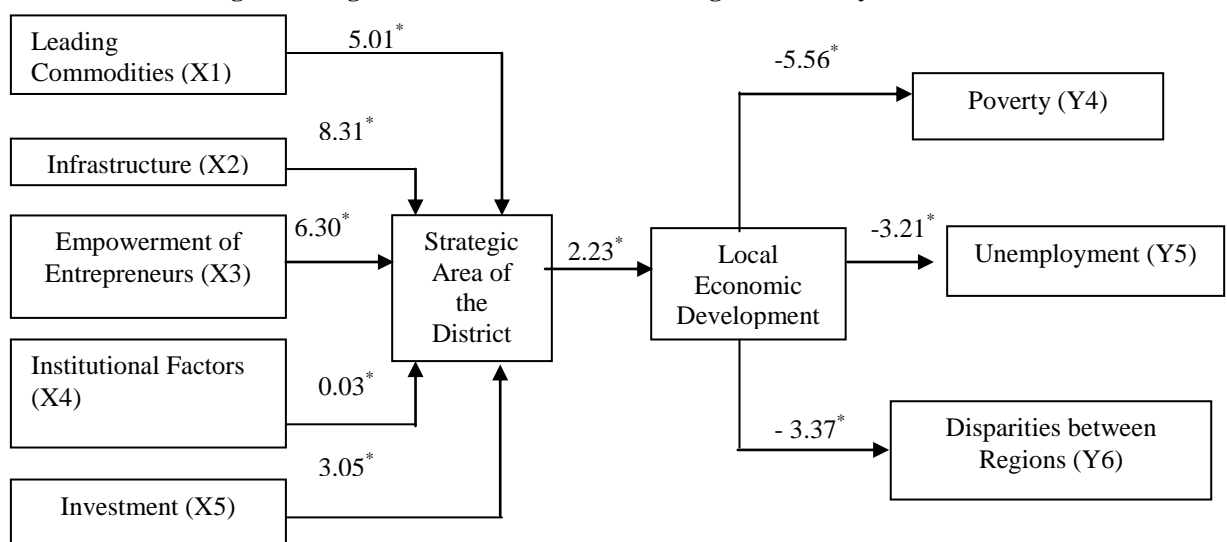 Leading
Commodities (X1)
5.01*
8.31*
Infrastructure (X2)
Empowerment of
Entrepreneurs (X3)
6.30*
Institutional Factors
(X4)
0.03*
3.05*
Investment (X5)
Strategic
Area of
the
District
2.23*
Local
Economic
Development
-5.56*
Poverty (Y4)
-3.21*
Unemployment (Y5)
- 3.37*
Disparities between
Regions (Y6)